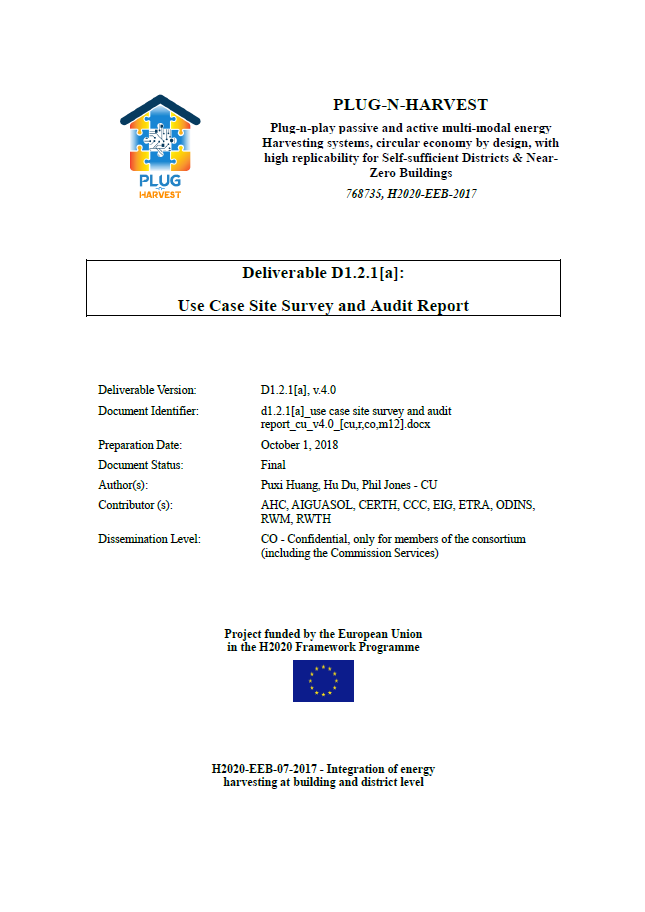 PLUG
N
HARVEST
PLUG-N-HARVEST
Plug-n-play passive and active multi-modal energy
Harvesting systems, circular economy by design, with
high replicability for Self-sufficient Districts & Near-
Zero Buildings
768735, H2020-EEB-2017
Deliverable D1.2.1[a]:
Use Case Site Survey and Audit Report
Deliverable Version: D1.2.1[a], v.4.0
Document Identifier: d1.2.1[a]_use case site survey and audit
report_cu_v4.0_[cu,r,co,m12].docx
Preparation Date: October 1, 2018
Document Status: Final
Author(s): Puxi Huang, Hu Du, Phil Jones - CU
Contributor (s): AHC, AIGUASOL, CERTH, CCC, EIG, ETRA, ODINS,
RWM, RWTH
Dissemination Level: CO - Confidential, only for members of the consortium
(including the Commission Services)
Project funded by the European Union
in the H2020 Framework Programme
H2020-EEB-07-2017 - Integration of energy
harvesting at building and district level